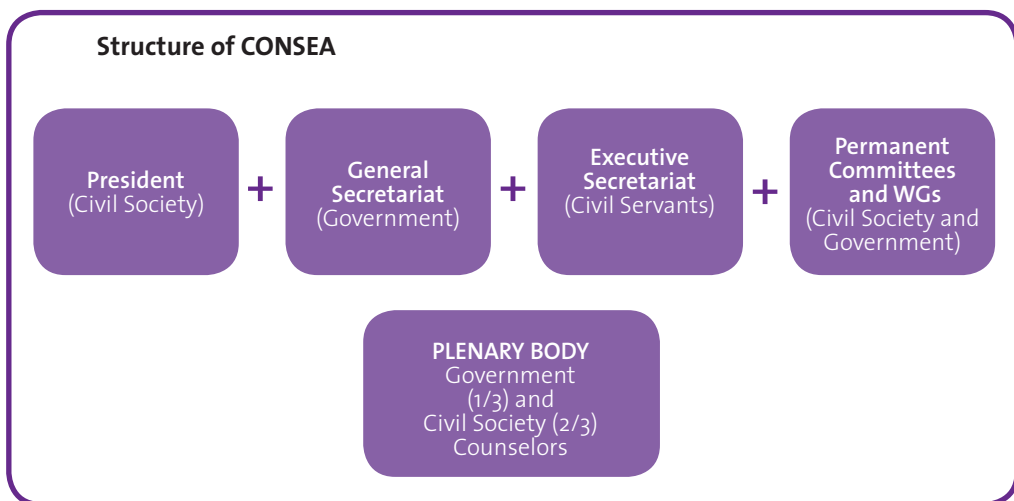 Structure of CONSEA
President
(Civil Society)
+
General
Secretariat
(Government)
+
Executive
Secretariat
(Civil Servants)
+
Permanent
Committees
and WGs
(Civil Society and
Government)
PLENARY BODY
Government
(1/3) and
Civil Society (2/3)
Counselors